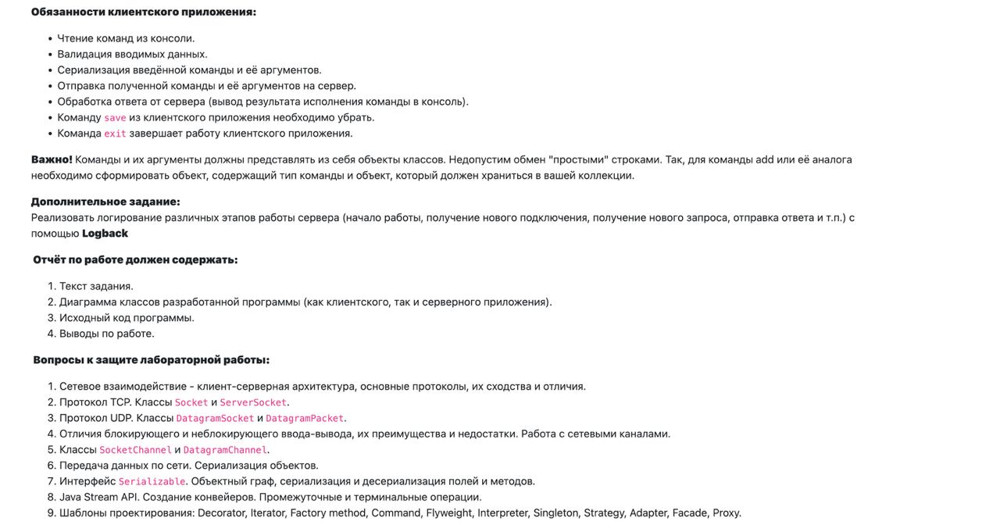 Обязанности клиентского приложения:
• Чтение команд из консоли.
• Валидация вводимых данных.
• Сериализация введённой команды и её аргументов.
• Отправка полученной команды и её аргументов на сервер.
• Обработка ответа от сервера (вывод результата исполнения команды в консоль).
• Команду save из клиентского приложения необходимо убрать.
• Команда exit завершает работу клиентского приложения.
Важно! Команды и их аргументы должны представлять из себя объекты классов. Недопустим обмен "простыми" строками. Так, для команды add или её аналога
необходимо сформировать объект, содержащий тип команды и объект, который должен храниться в вашей коллекции.
Дополнительное задание:
Реализовать логирование различных этапов работы сервера (начало работы, получение нового подключения, получение нового запроса, отправка ответа и т.п.) с
помощью Logback
Отчёт по работе должен содержать:
1. Текст задания.
2. Диаграмма классов разработанной программы (как клиентского, так и серверного приложения).
3. Исходный код программы.
4. Выводы по работе.
Вопросы к защите лабораторной работы:
1. Сетевое взаимодействие - клиент-серверная архитектура, основные протоколы, их сходства и отличия.
2. Протокол TCP. Классы Socket и ServerSocket.
3. Протокол UDP. Классы DatagramSocket и DatagramPacket.
4. Отличия блокирующего и неблокирующего ввода-вывода, их преимущества и недостатки. Работа с сетевыми каналами.
5. Классы SocketChannel и DatagramChannel.
6. Передача данных по сети. Сериализация объектов.
7. Интерфейс Serializable. Объектный граф, сериализация и десериализация полей и методов.
8. Java Stream API. Создание конвейеров. Промежуточные и терминальные операции.
9. Шаблоны проектирования: Decorator, Iterator, Factory method, Command, Flyweight, Interpreter, Singleton, Strategy, Adapter, Facade, Proxy.